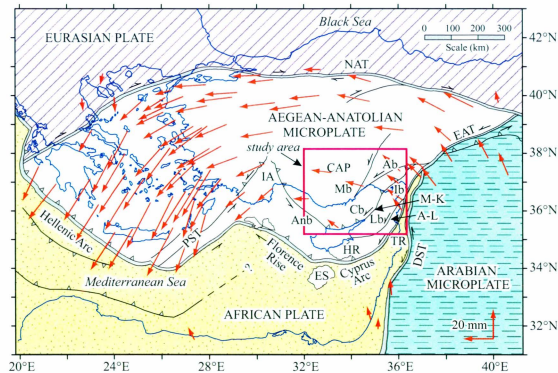 Black Sea
EURASIAN PLATE
0 100 200 300
Scale (km)
NAT
AEGEAN-ANATOLIAN
MICROPLATE
study area
EAT
IA
CAP
Ab
Mb
Ib
Anb
Cb
M-K
Lb
A-L
PST
HR
TR
Hellenic Arc
Florence
Rise
Cyprus
Arc
ES
DST
?
Mediterranean Sea
ARABIAN
MICROPLATE
AFRICAN PLATE
20 mm
42°N
40°N
38°N
36°N
34°N
32°N
20°E 24°E 28°E 32°E 36°E 40°E